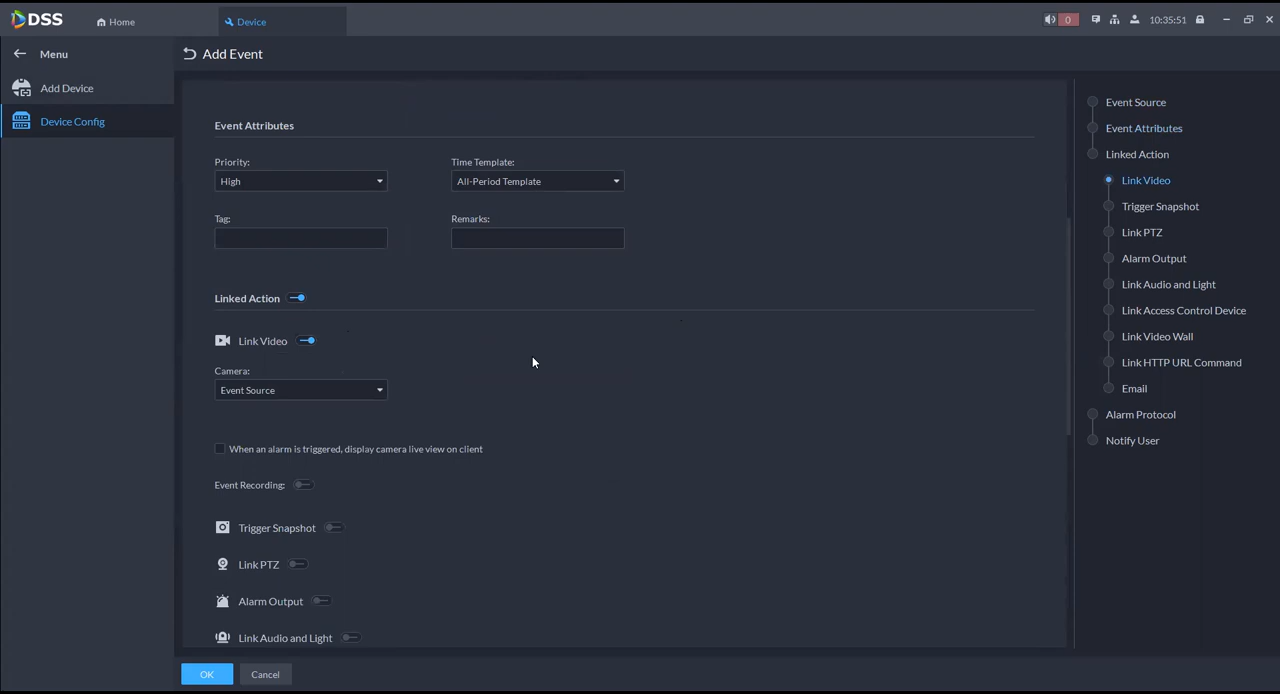 DSS
Home
Device
0
10:35:51
Menu
Add Event
Add Device
Device Config
Event Attributes
Priority:
Time Template:
High
All-Period Template
Tag:
Remarks:
Linked Action
Link Video
Camera:
Event Source
When an alarm is triggered, display camera live view on client
Event Recording:
Trigger Snapshot
Link PTZ
Alarm Output
Link Audio and Light
OK
Cancel
Event Source
Event Attributes
Linked Action
Link Video
Trigger Snapshot
Link PTZ
Alarm Output
Link Audio and Light
Link Access Control Device
Link Video Wall
Link HTTP URL Command
Email
Alarm Protocol
Notify User